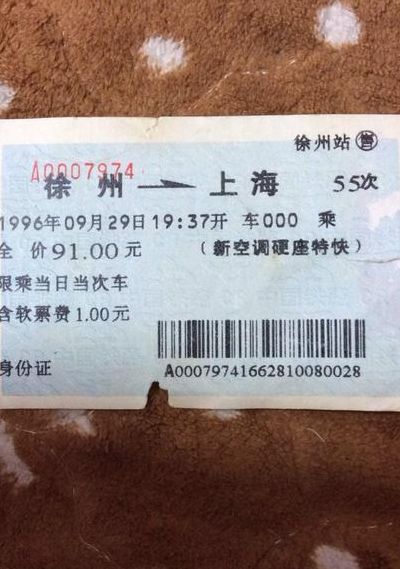 徐州站 售
A0007974
徐州 上海 55次
1996年09月29日19:37开 车000 乘
全价91.00元 (新空调硬座特快)
限乘当日当次车
含软票费1.00元
A00079741662810080028
身份证